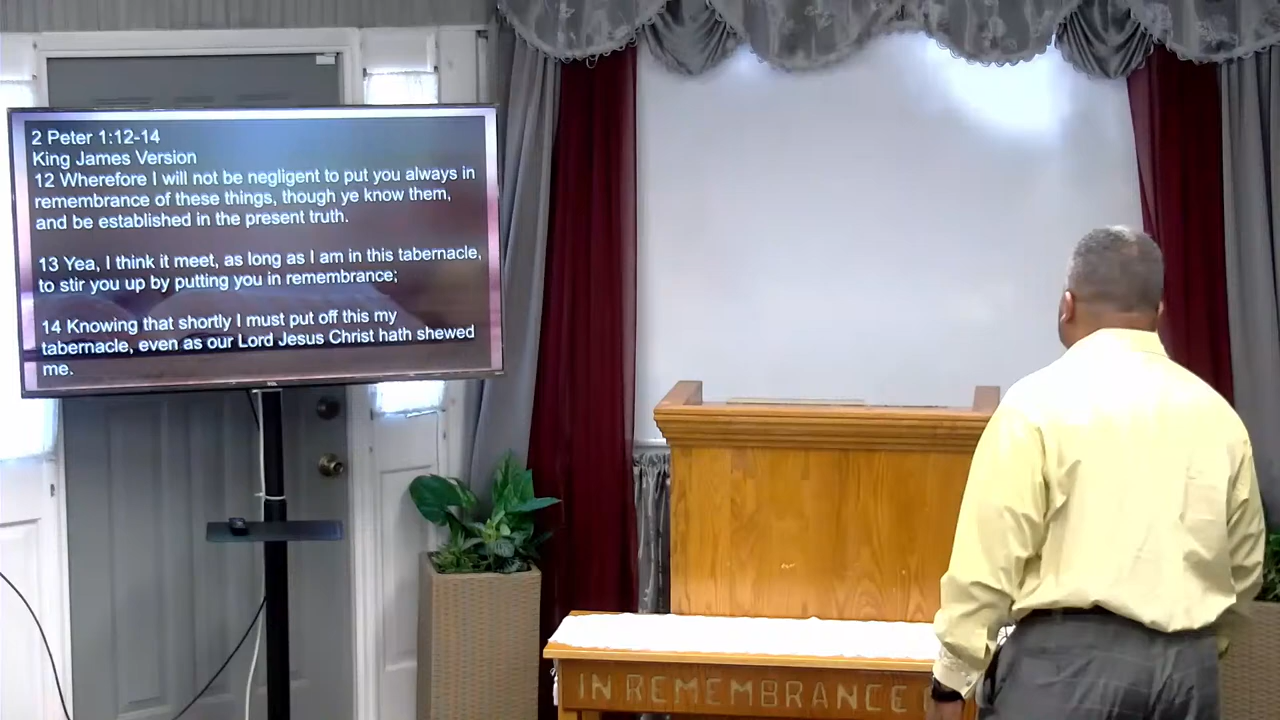 2 Peter 1:12-14
King James Version
12 Wherefore I will not be negligent to put you always in
remembrance of these things, though ye know them,
and be established in the present truth.
13 Yea, I think it meet, as long as I am in this tabernacle,
to stir you up by putting you in remembrance;
14 Knowing that shortly I must put off this my
tabernacle, even as our Lord Jesus Christ hath shewed
me.
IN REMEMBRANCE